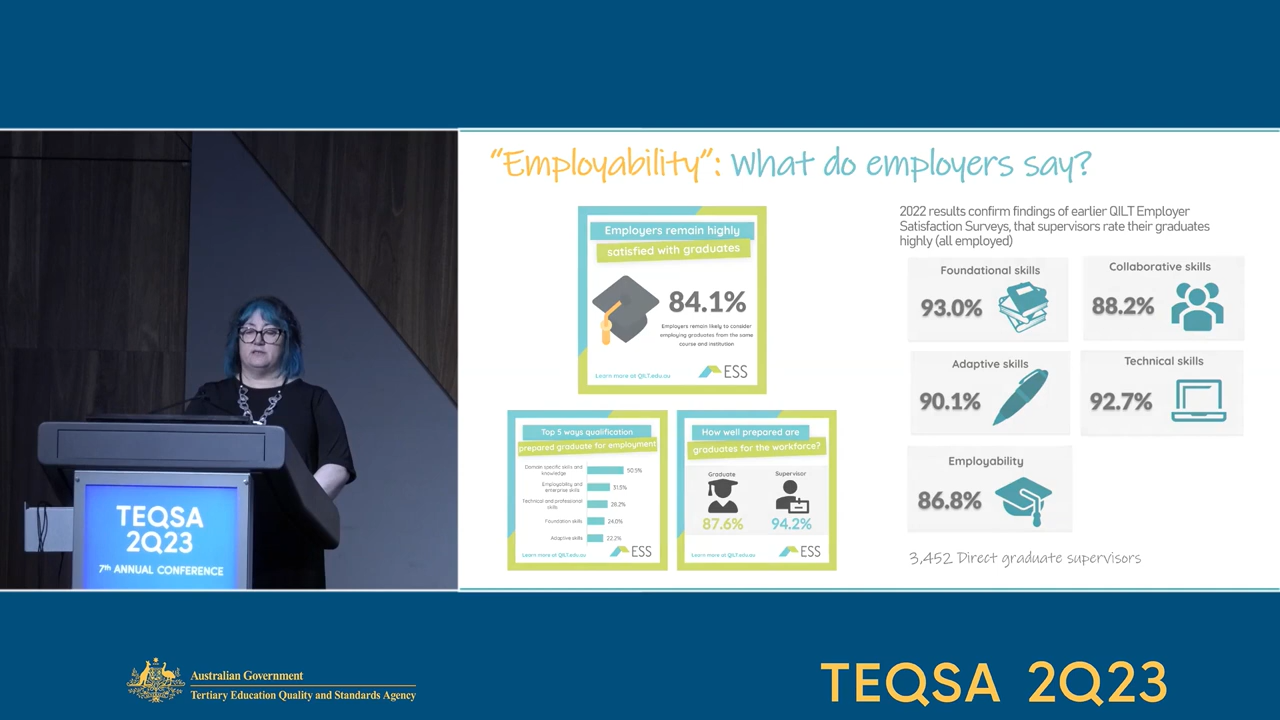 "Employability": What do employers say?
Employers remain highly
satisfied with graduates
84.1%
Employers remain likely to consider
employing graduates from the same
course and institution
Learn more at QILT.edu.au
ESS
Top 5 ways qualification
prepared graduate for employment
Domain specific skills and
knowledge
50.5%
Employability and
enterprise skills
31.5%
Technical and professional
skills
28.2%
Foundation skills
24.0%
Adaptive skills
22.2%
Learn more at QILT.edu.au
ESS
How well prepared are
graduates for the workforce?
Graduate
Supervisor
87.6%
94.2%
Learn more at QILT.edu.au
ESS
2022 results confirm findings of earlier QILT Employer
Satisfaction Surveys, that supervisors rate their graduates
highly (all employed)
Foundational skills
93.0%
Collaborative skills
88.2%
Adaptive skills
90.1%
Technical skills
92.7%
Employability
86.8%
3,452 Direct graduate supervisors
TEQSA
2Q23
7th ANNUAL CONFERENCE
Australian Government
Tertiary Education Quality and Standards Agency
TEQSA 2Q23